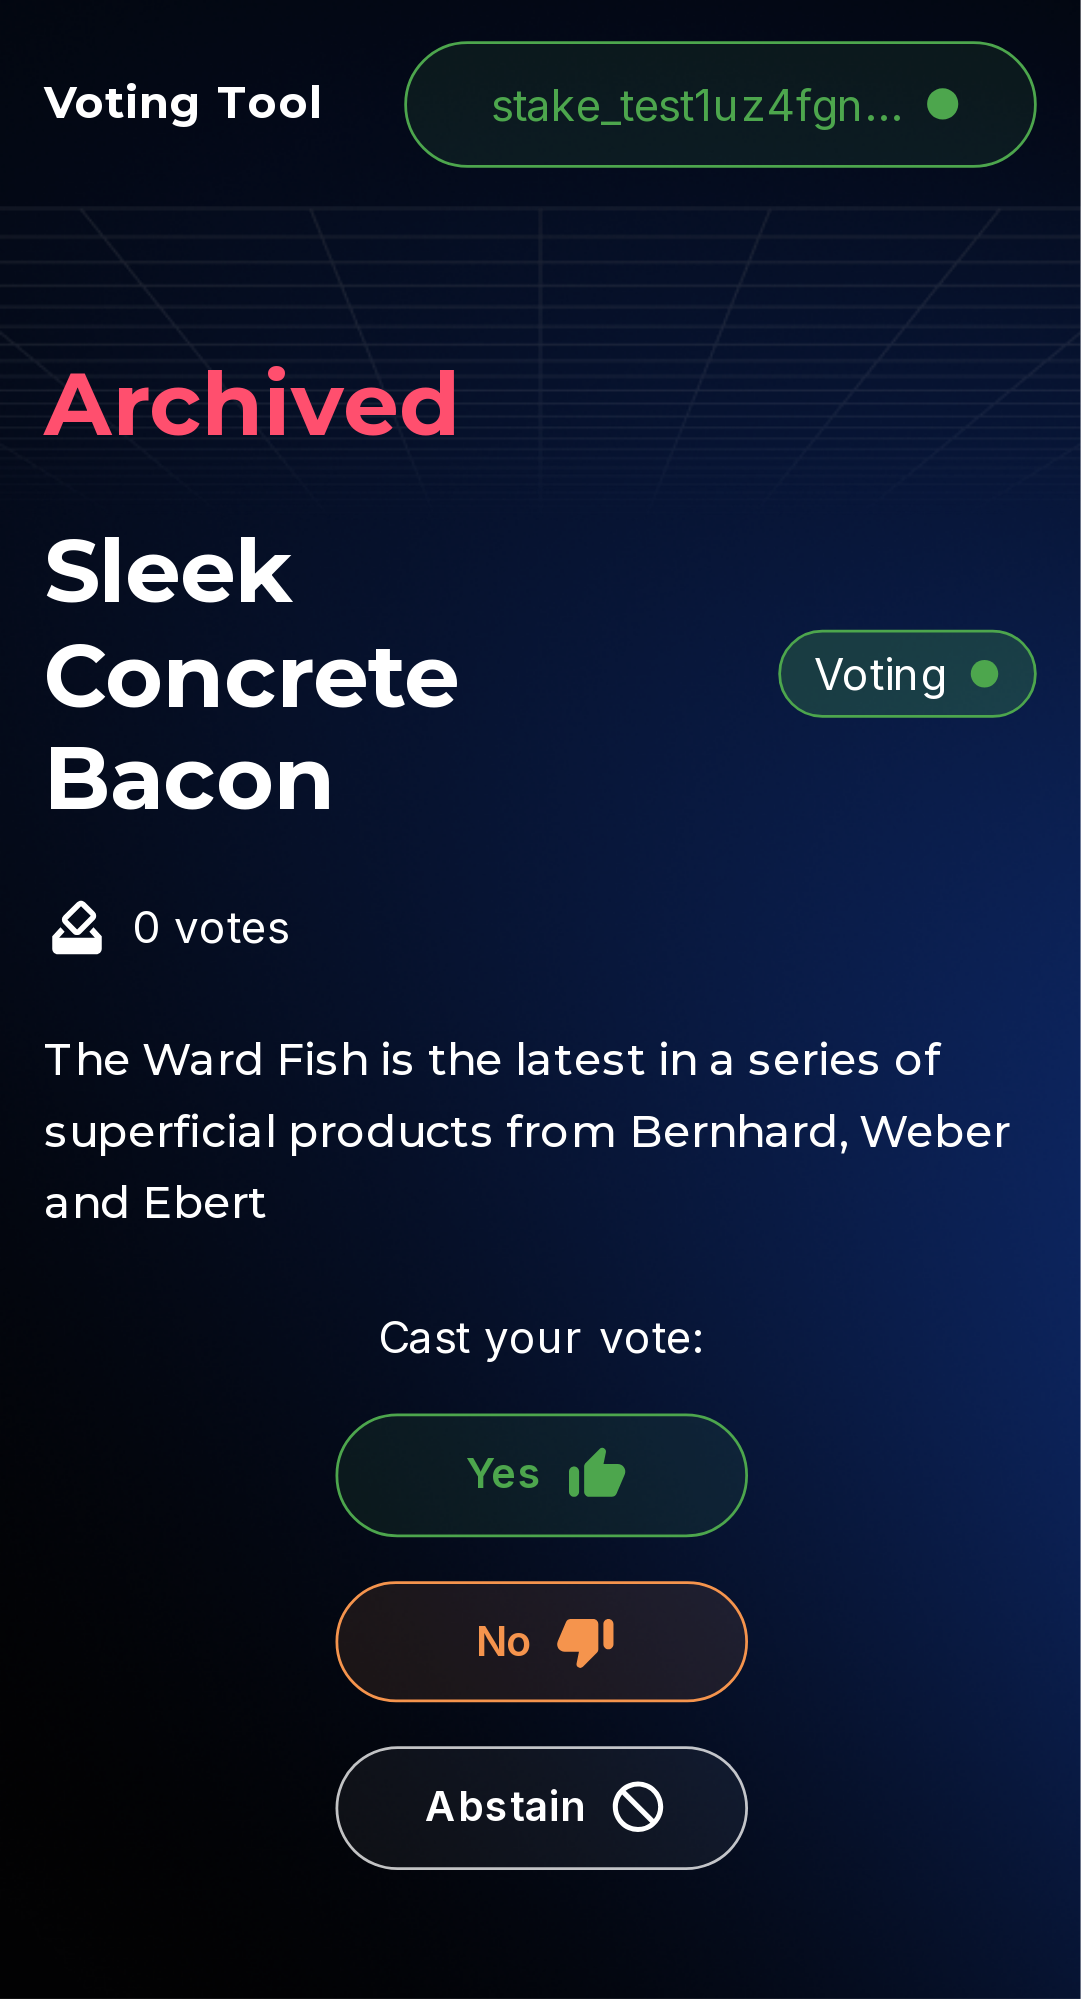 Voting Tool
stake_test1uz4fgn...
Archived
Sleek
Concrete
Bacon
Voting
0 votes
The Ward Fish is the latest in a series of
superficial products from Bernhard, Weber
and Ebert
Cast your vote:
Yes
No
Abstain